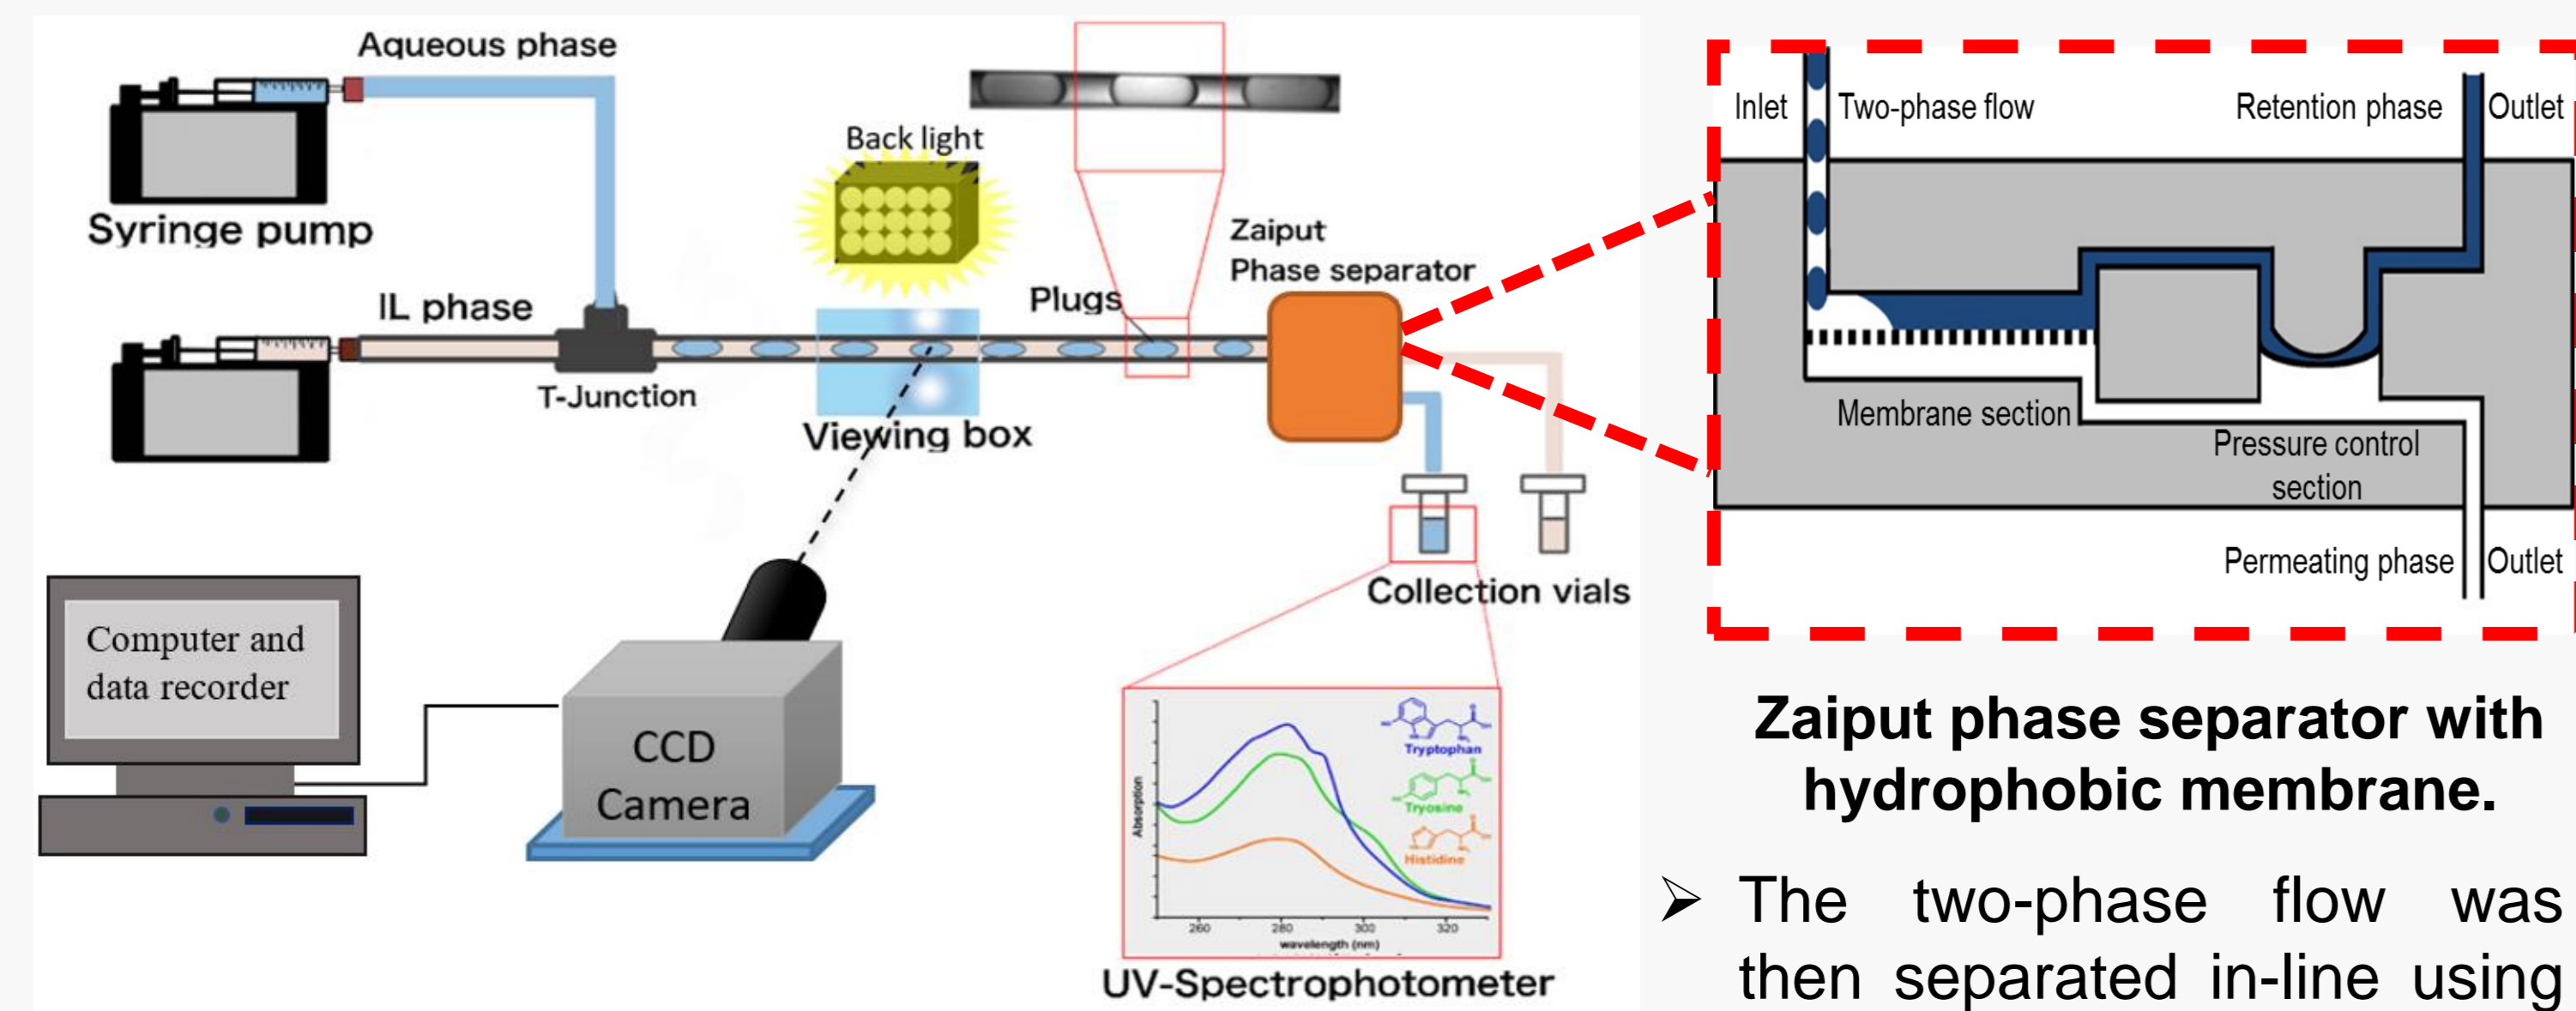 Aqueous phase
Syringe pump
IL phase
T-Junction
Back light
Viewing box
Plugs
Zaiput
Phase separator
Collection vials
Computer and
data recorder
CCD
Camera
Absorption
Tryptophan
Tryosine
Histidine
260 280 300 320
wavelength (nm)
UV-Spectrophotometer
Inlet
Two-phase flow
Retention phase
Outlet
Membrane section
Pressure control
section
Permeating phase
Outlet
Zaiput phase separator with
hydrophobic membrane.
➢ The two-phase flow was
then separated in-line using